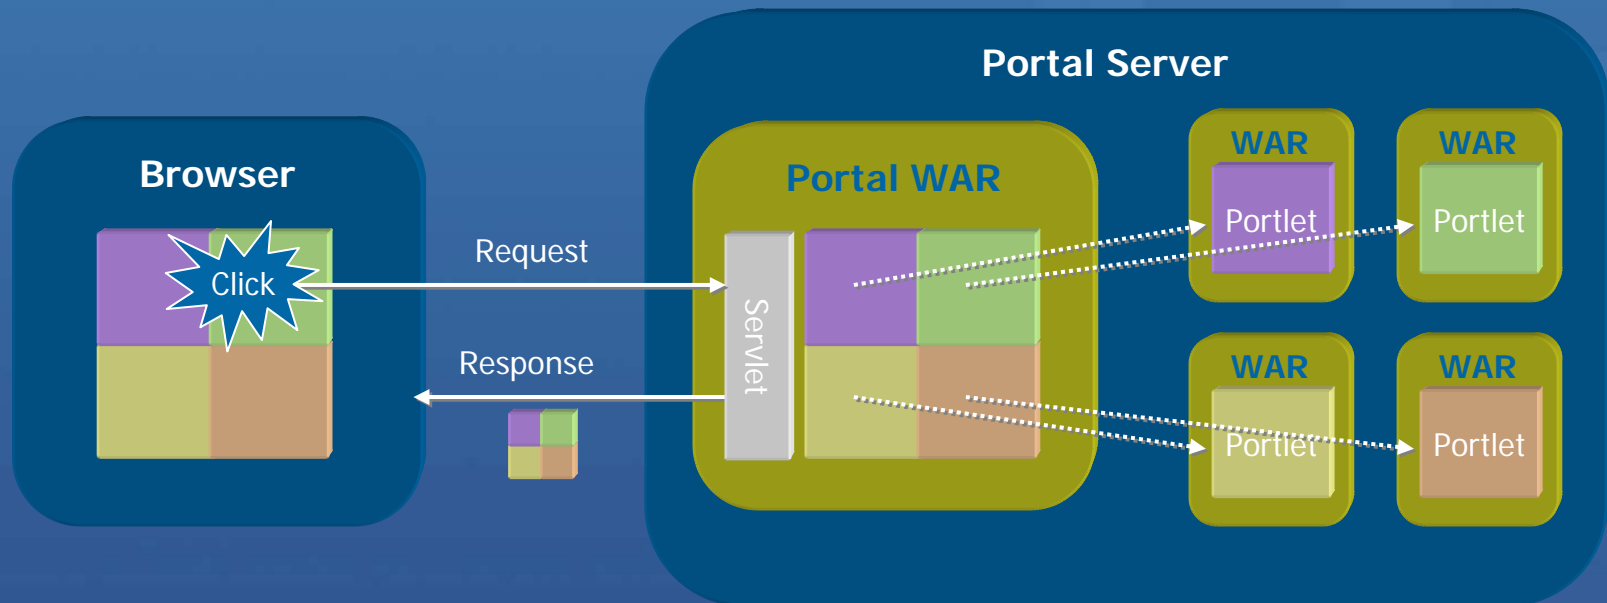 Portal Server
Browser
Click
Request
Response
Portal WAR
Servlet
WAR
Portlet
WAR
Portlet
WAR
Portlet
WAR
Portlet